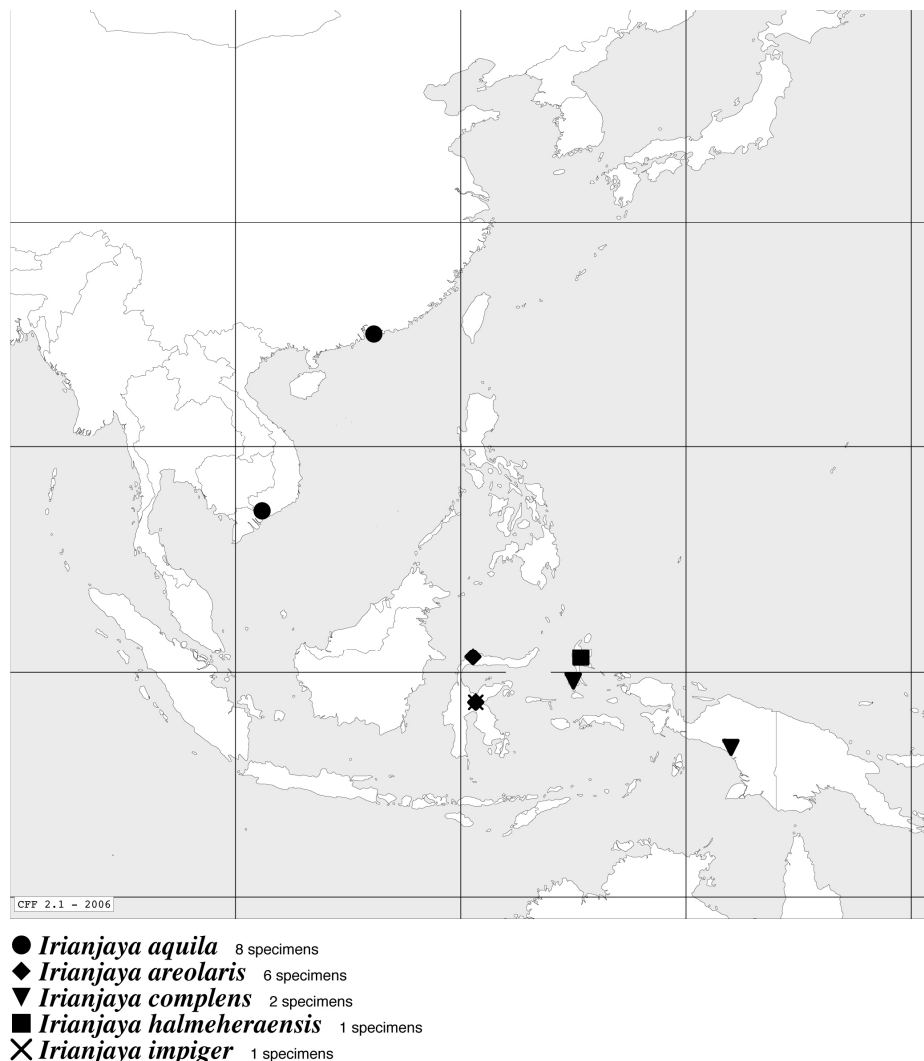 CFF 2.1 - 2006
Irianjaya aquila 8 specimens
Irianjaya areolaris 6 specimens
Irianjaya complens 2 specimens
Irianjaya halmeheraensis 1 specimens
Irianjaya impiger 1 specimens